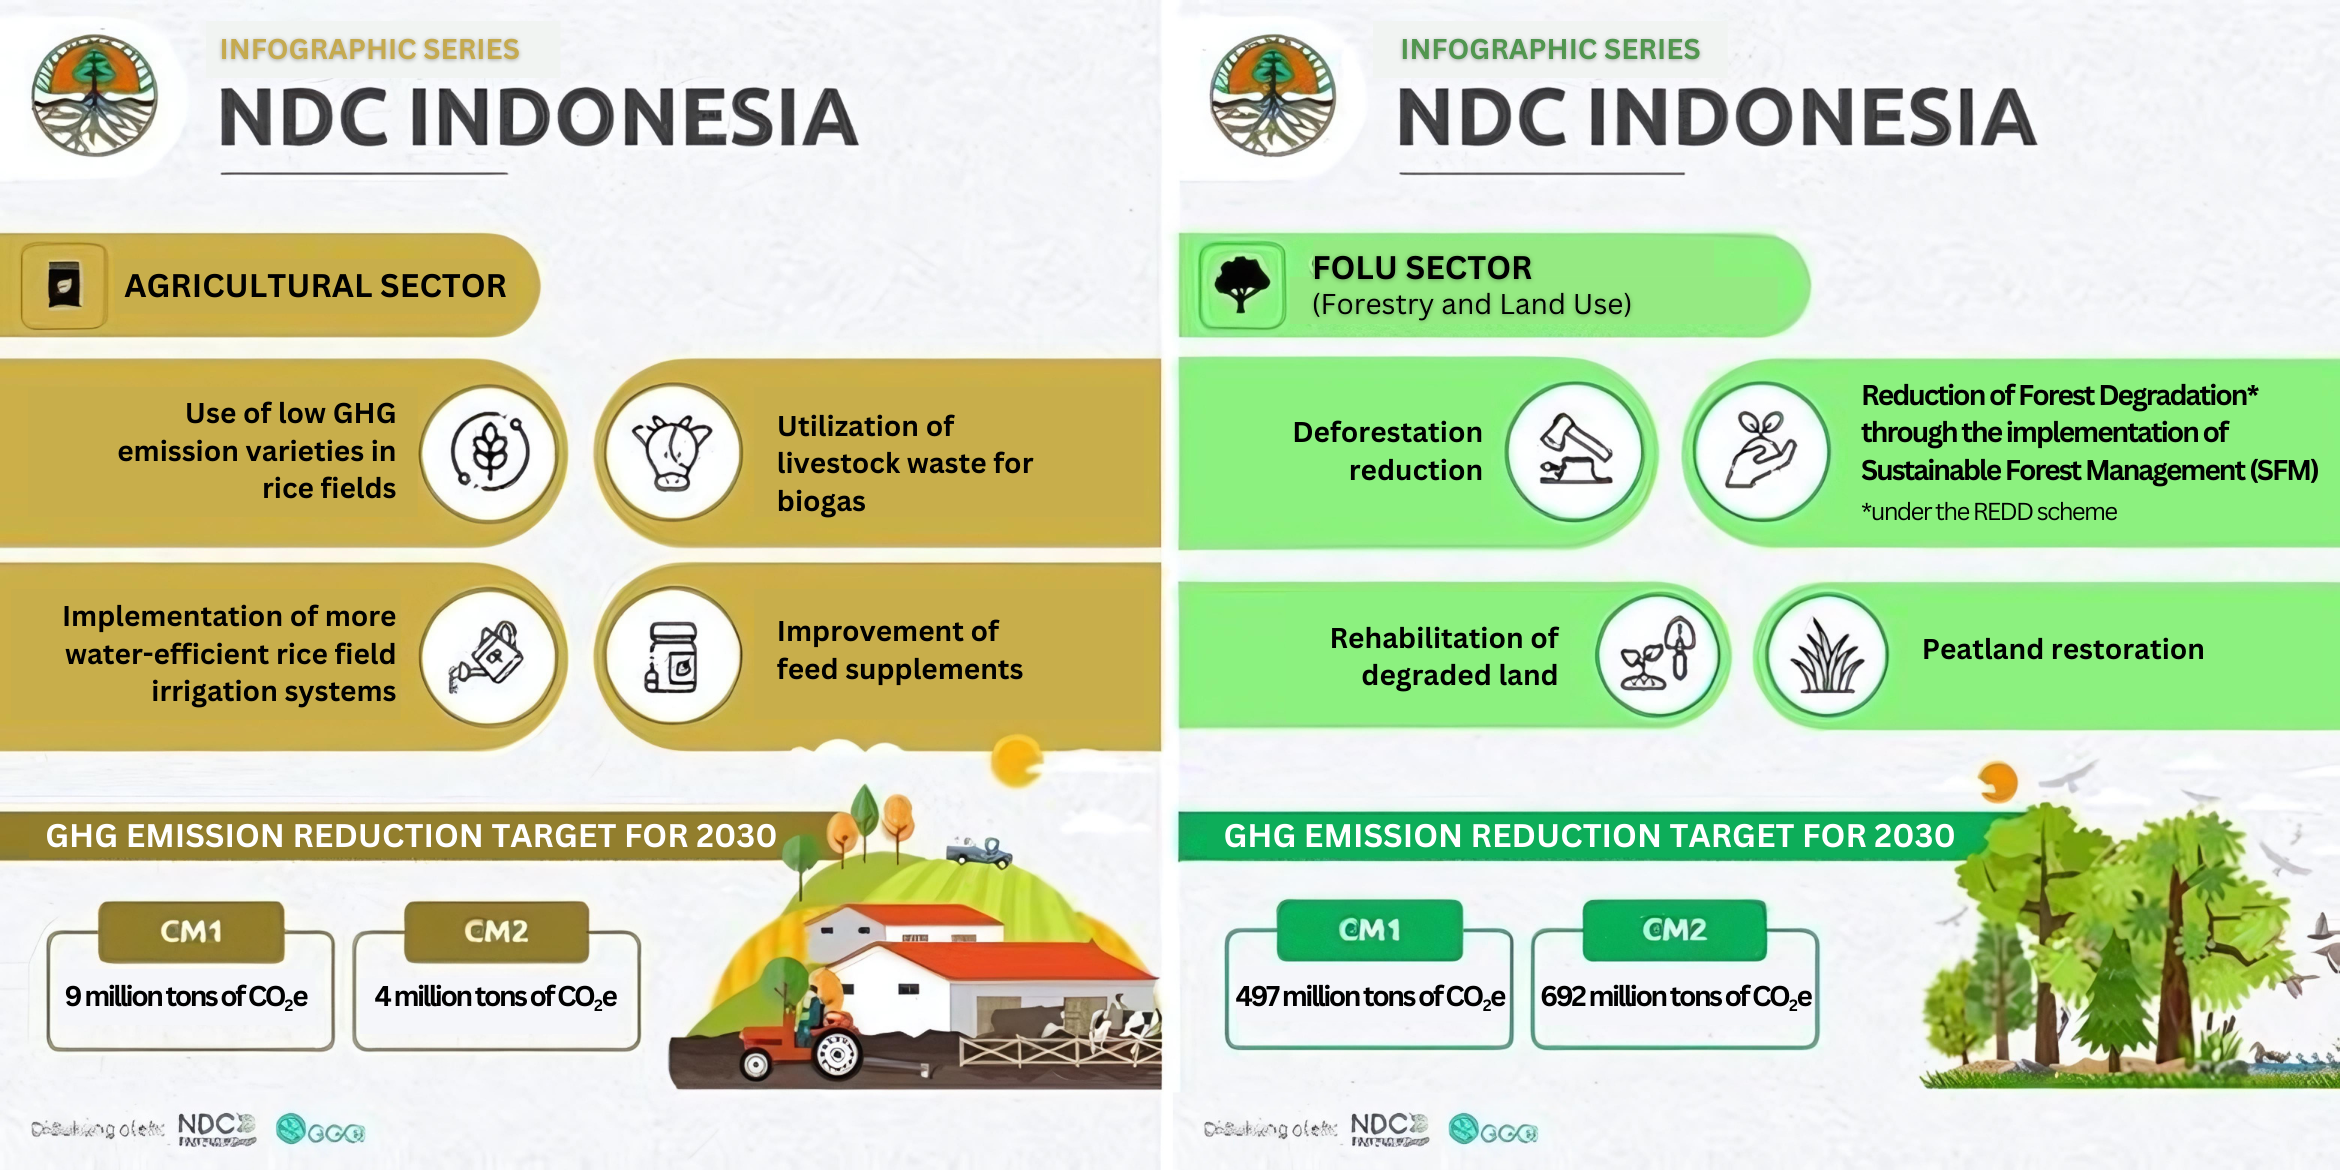 INFOGRAPHIC SERIES
NDC INDONESIA
AGRICULTURAL SECTOR
Use of low GHG
emission varieties in
rice fields
Utilization of
livestock waste for
biogas
Implementation of more
water-efficient rice field
irrigation systems
Improvement of
feed supplements
GHG EMISSION REDUCTION TARGET FOR 2030
CM1
9 million tons of CO₂e
CM2
4 million tons of CO₂e
NDC
INFOGRAPHIC SERIES
NDC INDONESIA
FOLU SECTOR
(Forestry and Land Use)
Deforestation
reduction
Reduction of Forest Degradation*
through the implementation of
Sustainable Forest Management (SFM)
*under the REDD scheme
Rehabilitation of
degraded land
Peatland restoration
GHG EMISSION REDUCTION TARGET FOR 2030
CM1
497 million tons of CO₂e
CM2
692 million tons of CO₂e
NDC